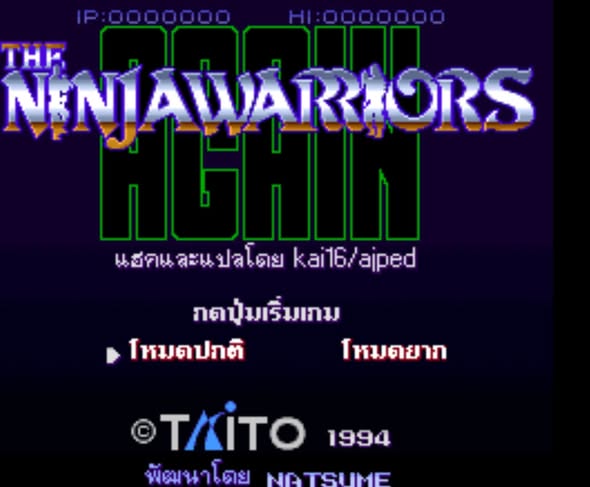 1P:0000000 HI:0000000
THE
NINJAWARRIORS
AGAIN
แฮคและแปลโดย kai16/ajped
กดปุ่มเริ่มเกม
โหมดปกติ โหมดยาก
©TAITO 1994
พัฒนาโดย NATSUME